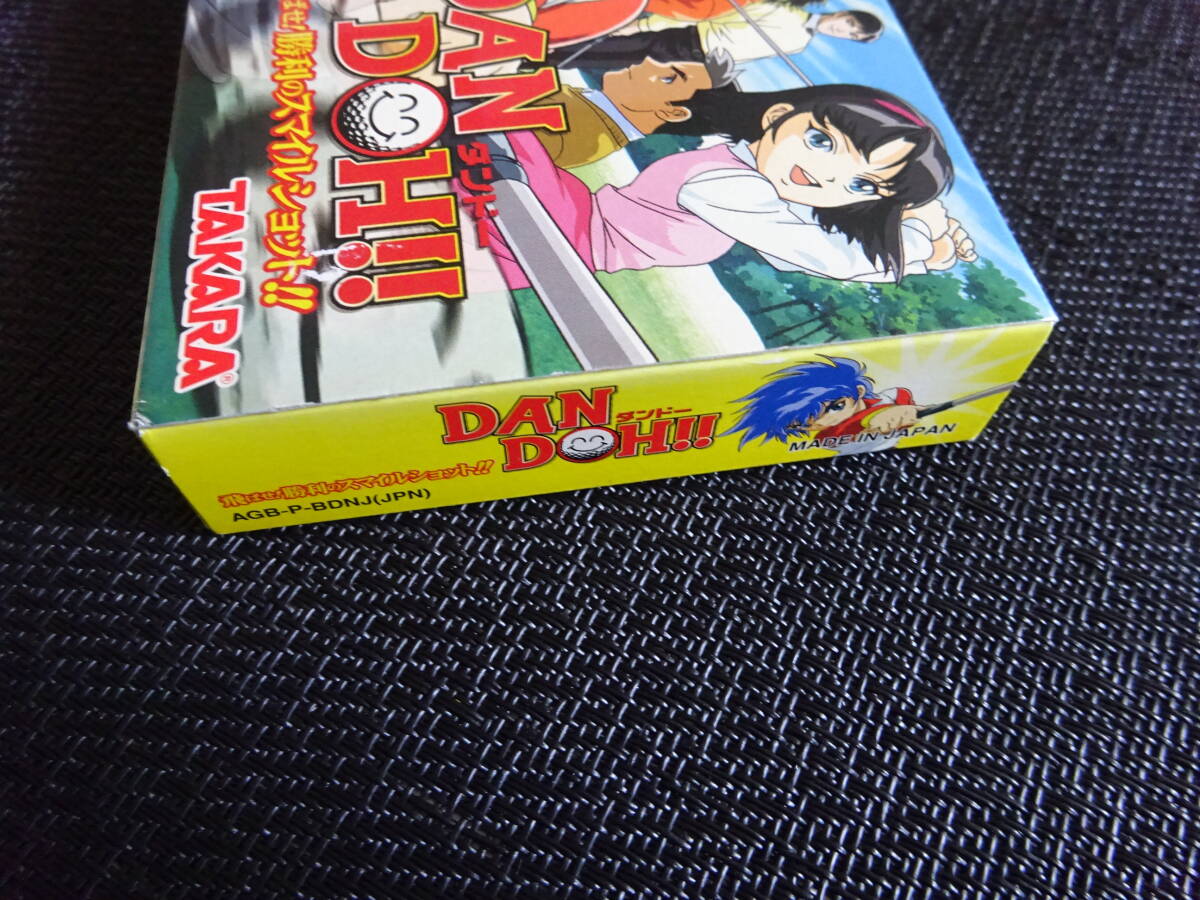 DAN
DOH!!
ダンドー
ませ!勝利のスマイルショット!!
TAKARA®
DAN
ダンドー
DOH!!
飛ばせ!勝利のスマイルショット!!
AGB-P-BDNJ(JPN)
MADE IN JAPAN